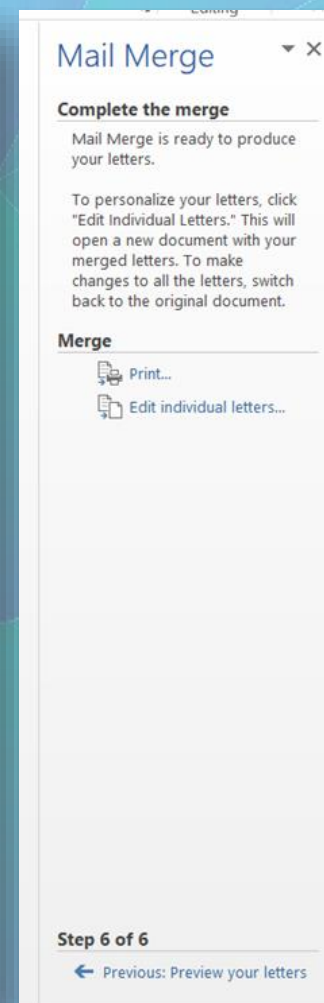 Mail Merge
Complete the merge
Mail Merge is ready to produce
your letters.
To personalize your letters, click
"Edit Individual Letters." This will
open a new document with your
merged letters. To make
changes to all the letters, switch
back to the original document.
Merge
Print...
Edit individual letters...
Step 6 of 6
Previous: Preview your letters